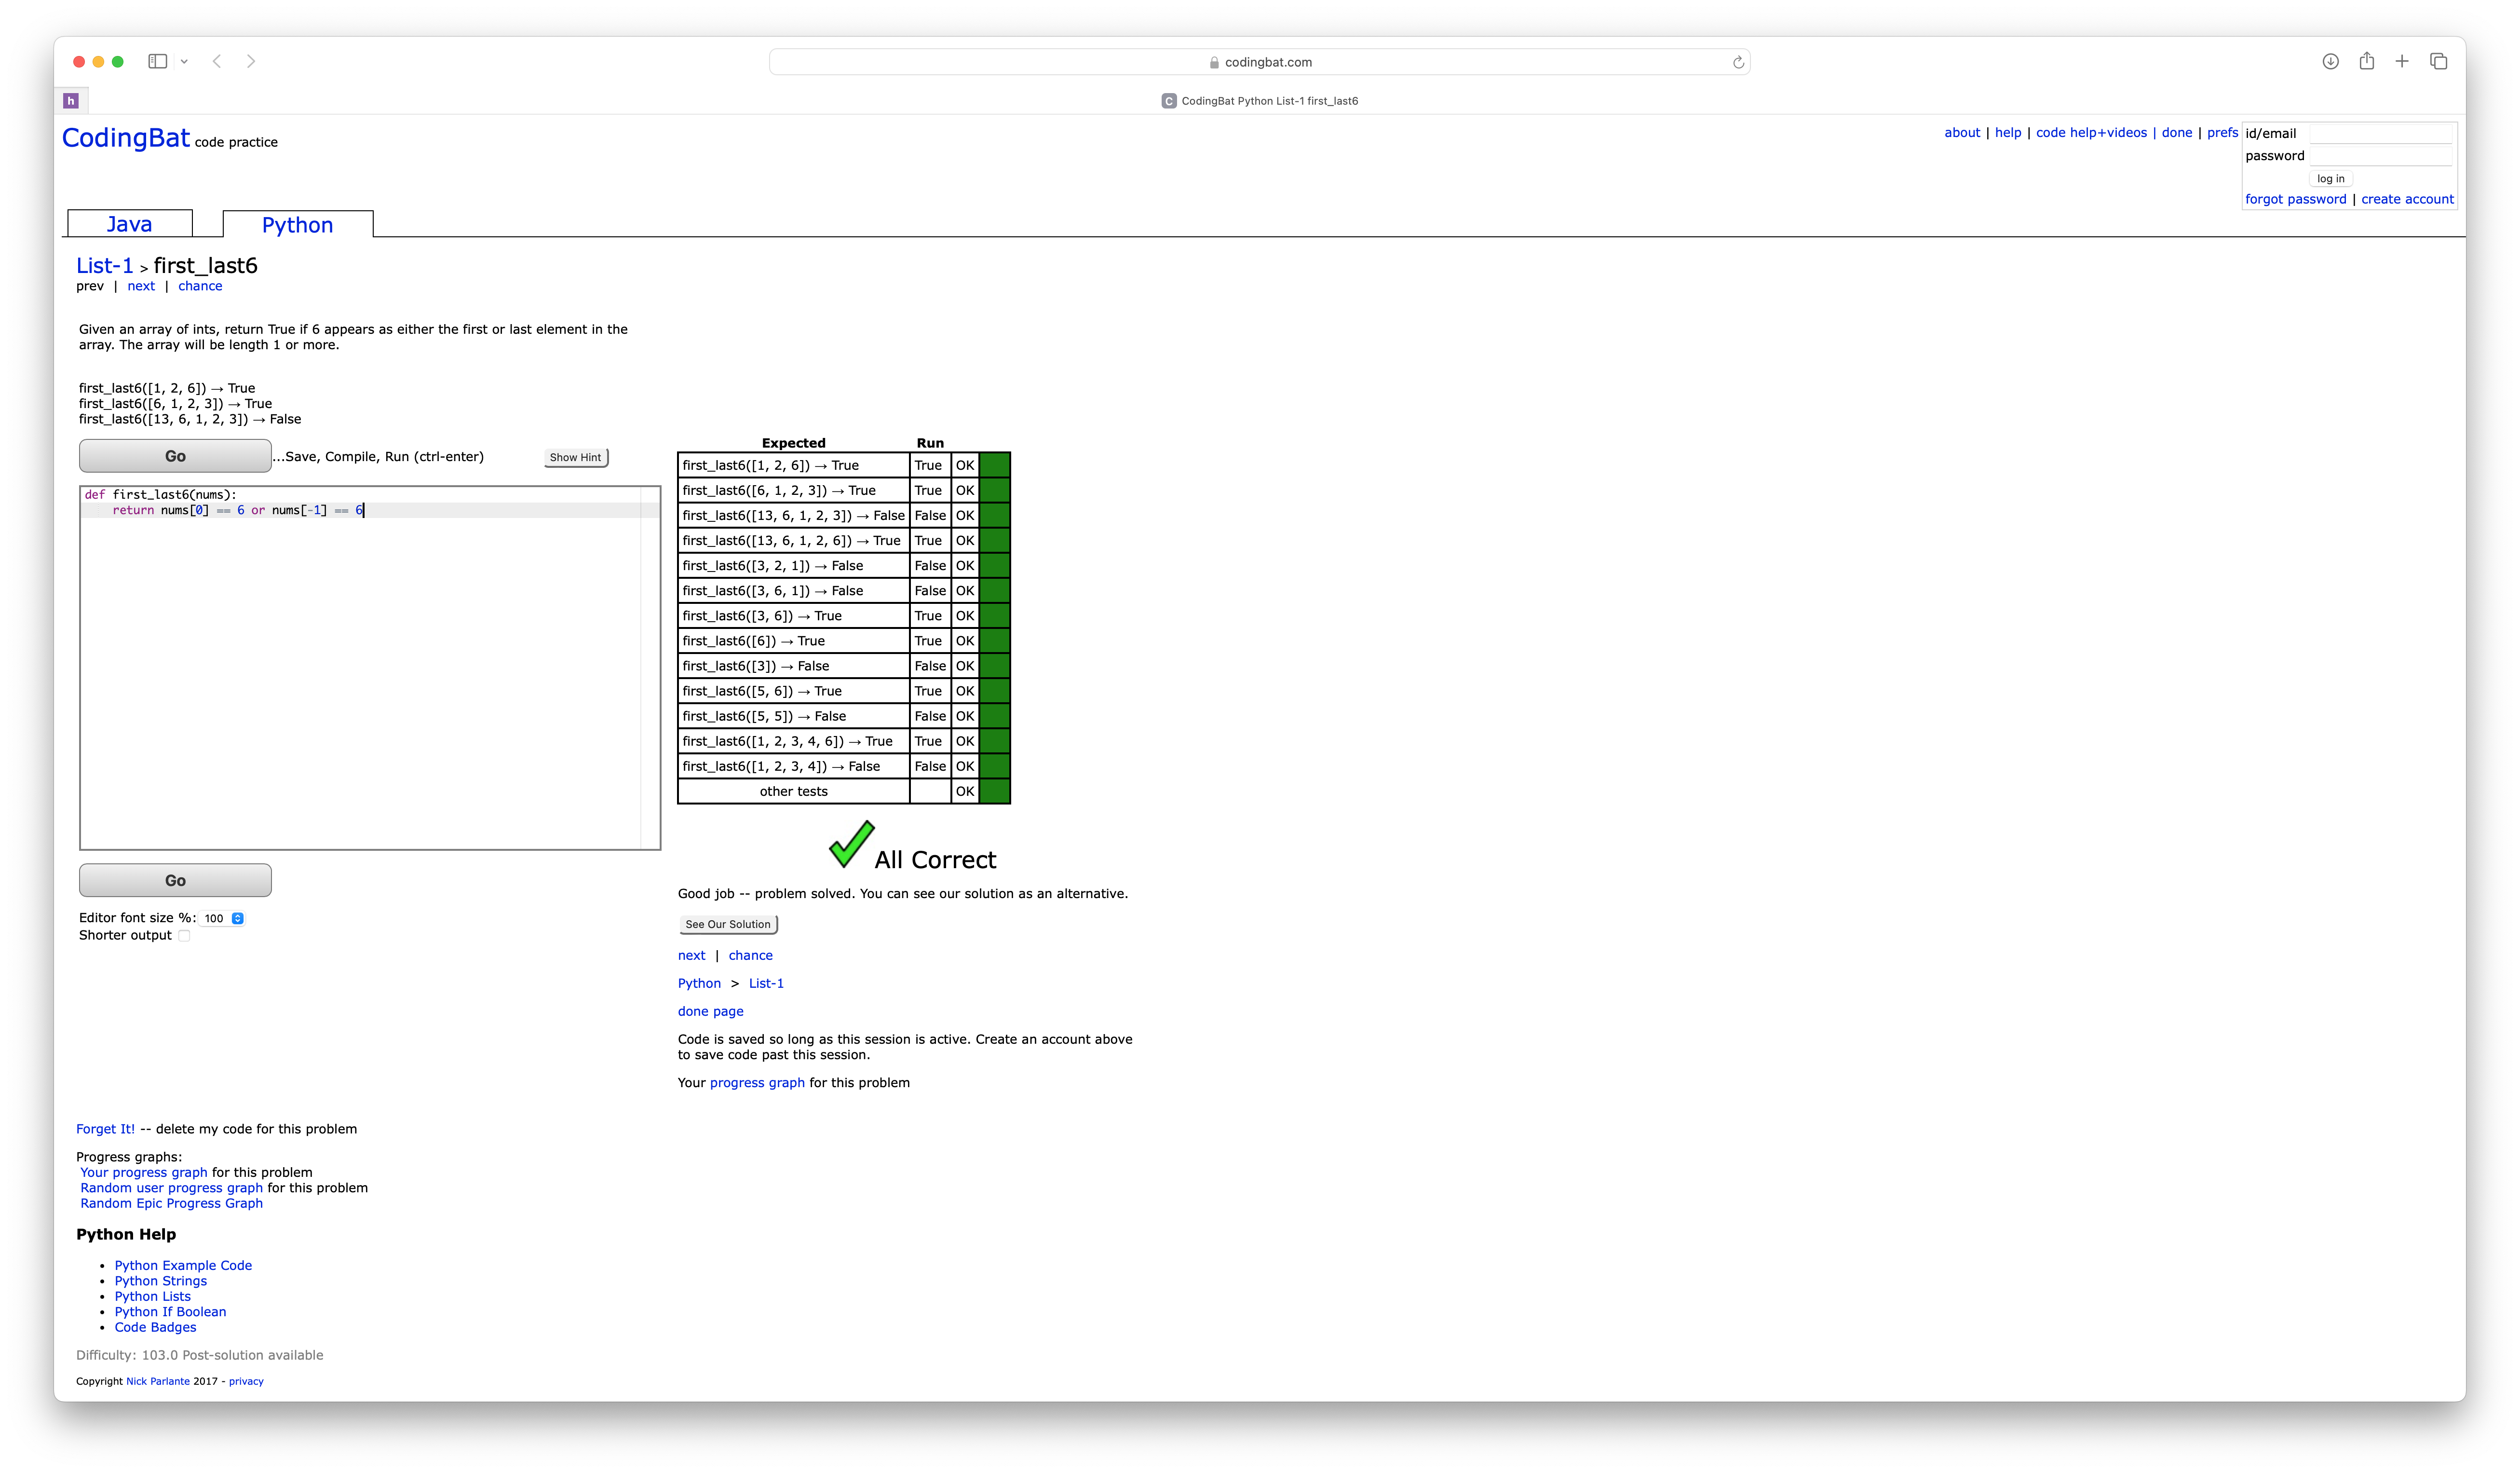 codingbat.com
h
C CodingBat Python List-1 first_last6
CodingBat code practice
about | help | code help+videos | done | prefs
id/email
password
log in
forgot password | create account
Java
Python
List-1 > first_last6
prev | next | chance
Given an array of ints, return True if 6 appears as either the first or last element in the
array. The array will be length 1 or more.
first_last6([1, 2, 6]) → True
first_last6([6, 1, 2, 3]) → True
first_last6([13, 6, 1, 2, 3]) → False
Go ...Save, Compile, Run (ctrl-enter) Show Hint
def first_last6(nums):
    return nums[0] == 6 or nums[-1] == 6
Go
Editor font size %: 100
Shorter output
Expected Run
first_last6([1, 2, 6]) → True True OK
first_last6([6, 1, 2, 3]) → True True OK
first_last6([13, 6, 1, 2, 3]) → False False OK
first_last6([13, 6, 1, 2, 6]) → True True OK
first_last6([3, 2, 1]) → False False OK
first_last6([3, 6, 1]) → False False OK
first_last6([3, 6]) → True True OK
first_last6([6]) → True True OK
first_last6([3]) → False False OK
first_last6([5, 6]) → True True OK
first_last6([5, 5]) → False False OK
first_last6([1, 2, 3, 4, 6]) → True True OK
first_last6([1, 2, 3, 4]) → False False OK
other tests OK
All Correct
Good job -- problem solved. You can see our solution as an alternative.
See Our Solution
next | chance
Python > List-1
done page
Code is saved so long as this session is active. Create an account above
to save code past this session.
Your progress graph for this problem
Forget It! -- delete my code for this problem
Progress graphs:
Your progress graph for this problem
Random user progress graph for this problem
Random Epic Progress Graph
Python Help
• Python Example Code
• Python Strings
• Python Lists
• Python If Boolean
• Code Badges
Difficulty: 103.0 Post-solution available
Copyright Nick Parlante 2017 - privacy